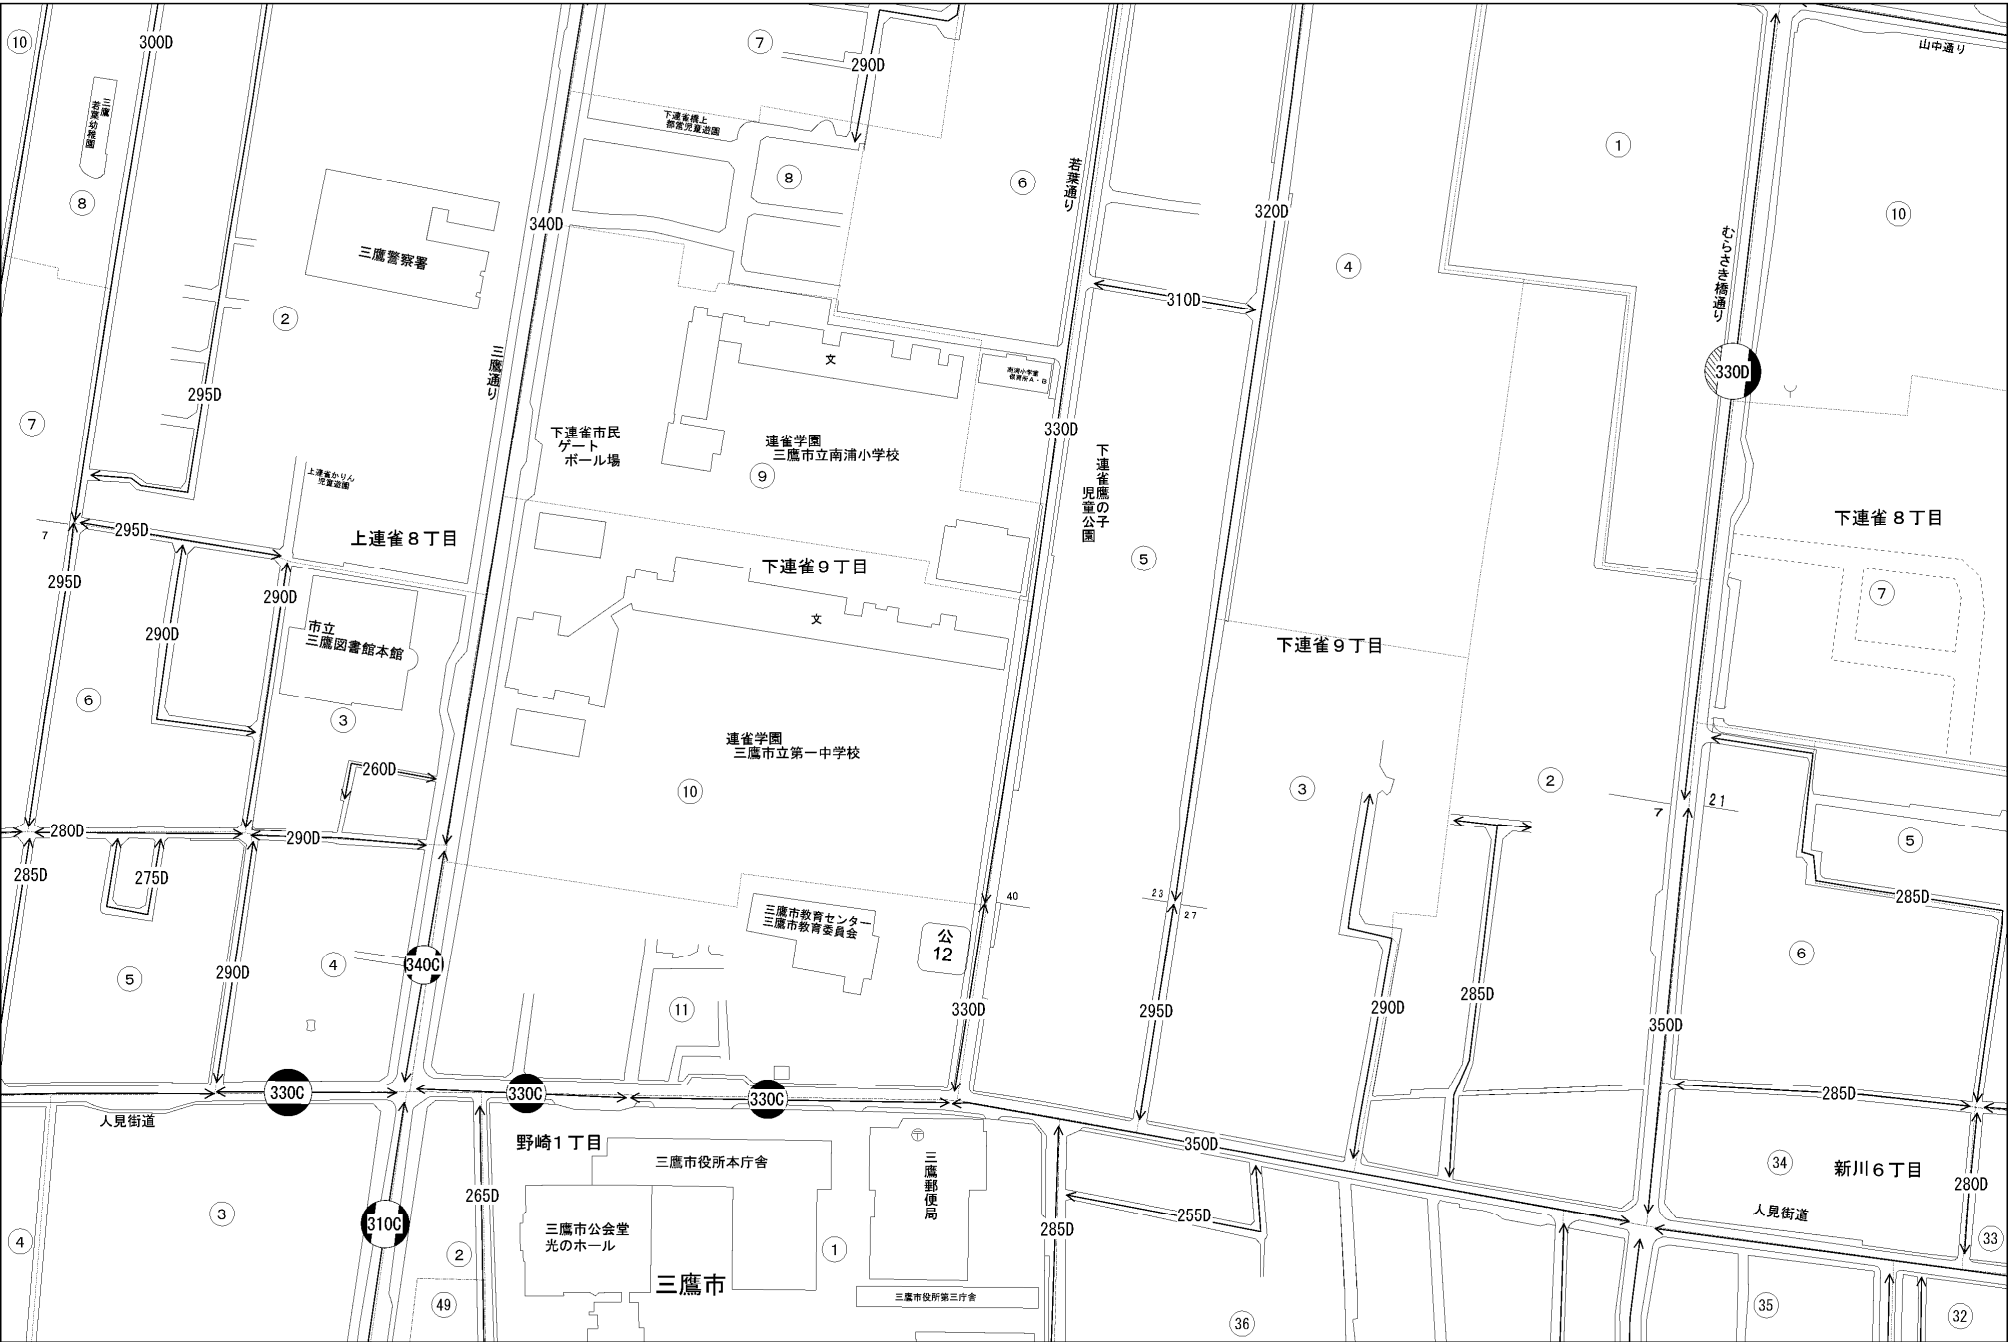 10
300D
7
290D
山中通り
三鷹
若葉幼稚園
下連雀橋上
都営児童遊園
1
8
8
6
若葉通り
10
340D
320D
三鷹警察署
むらさき橋通り
4
2
310D
三鷹通り
文
南浦小学童
保育所A・B
330D
295D
7
下連雀市民
ゲート
ボール場
連雀学園
三鷹市立南浦小学校
9
330D
下連雀鷹の子
児童公園
上連雀かりん
児童遊園
7
295D
上連雀8丁目
下連雀8丁目
下連雀9丁目
5
295D
290D
7
290D
市立
三鷹図書館本館
文
下連雀9丁目
6
3
連雀学園
三鷹市立第一中学校
260D
10
3
2
7
21
280D
290D
5
285D
275D
40
23
27
285D
三鷹市教育センター
三鷹市教育委員会
公
12
5
290D
4
340C
6
285D
11
330D
295D
290D
350D
330C
330C
330C
285D
人見街道
野崎1丁目
350D
三鷹市役所本庁舎
三鷹郵便局
34
新川6丁目
265D
280D
3
310C
255D
人見街道
4
2
三鷹市公会堂
光のホール
1
285D
33
三鷹市
49
三鷹市役所第三庁舎
36
35
32